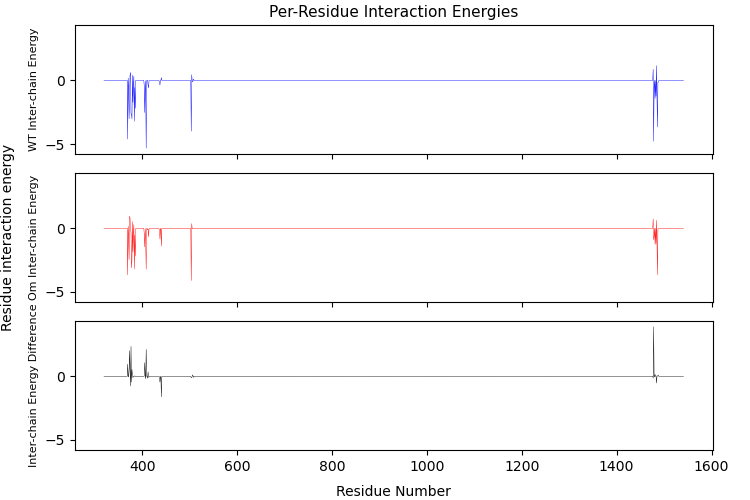 Per-Residue Interaction Energies
Residue interaction energy
WT Inter-chain Energy
0
−5
Om Inter-chain Energy
0
−5
Inter-chain Energy Difference
0
−5
400
600
800
1000
1200
1400
1600
Residue Number